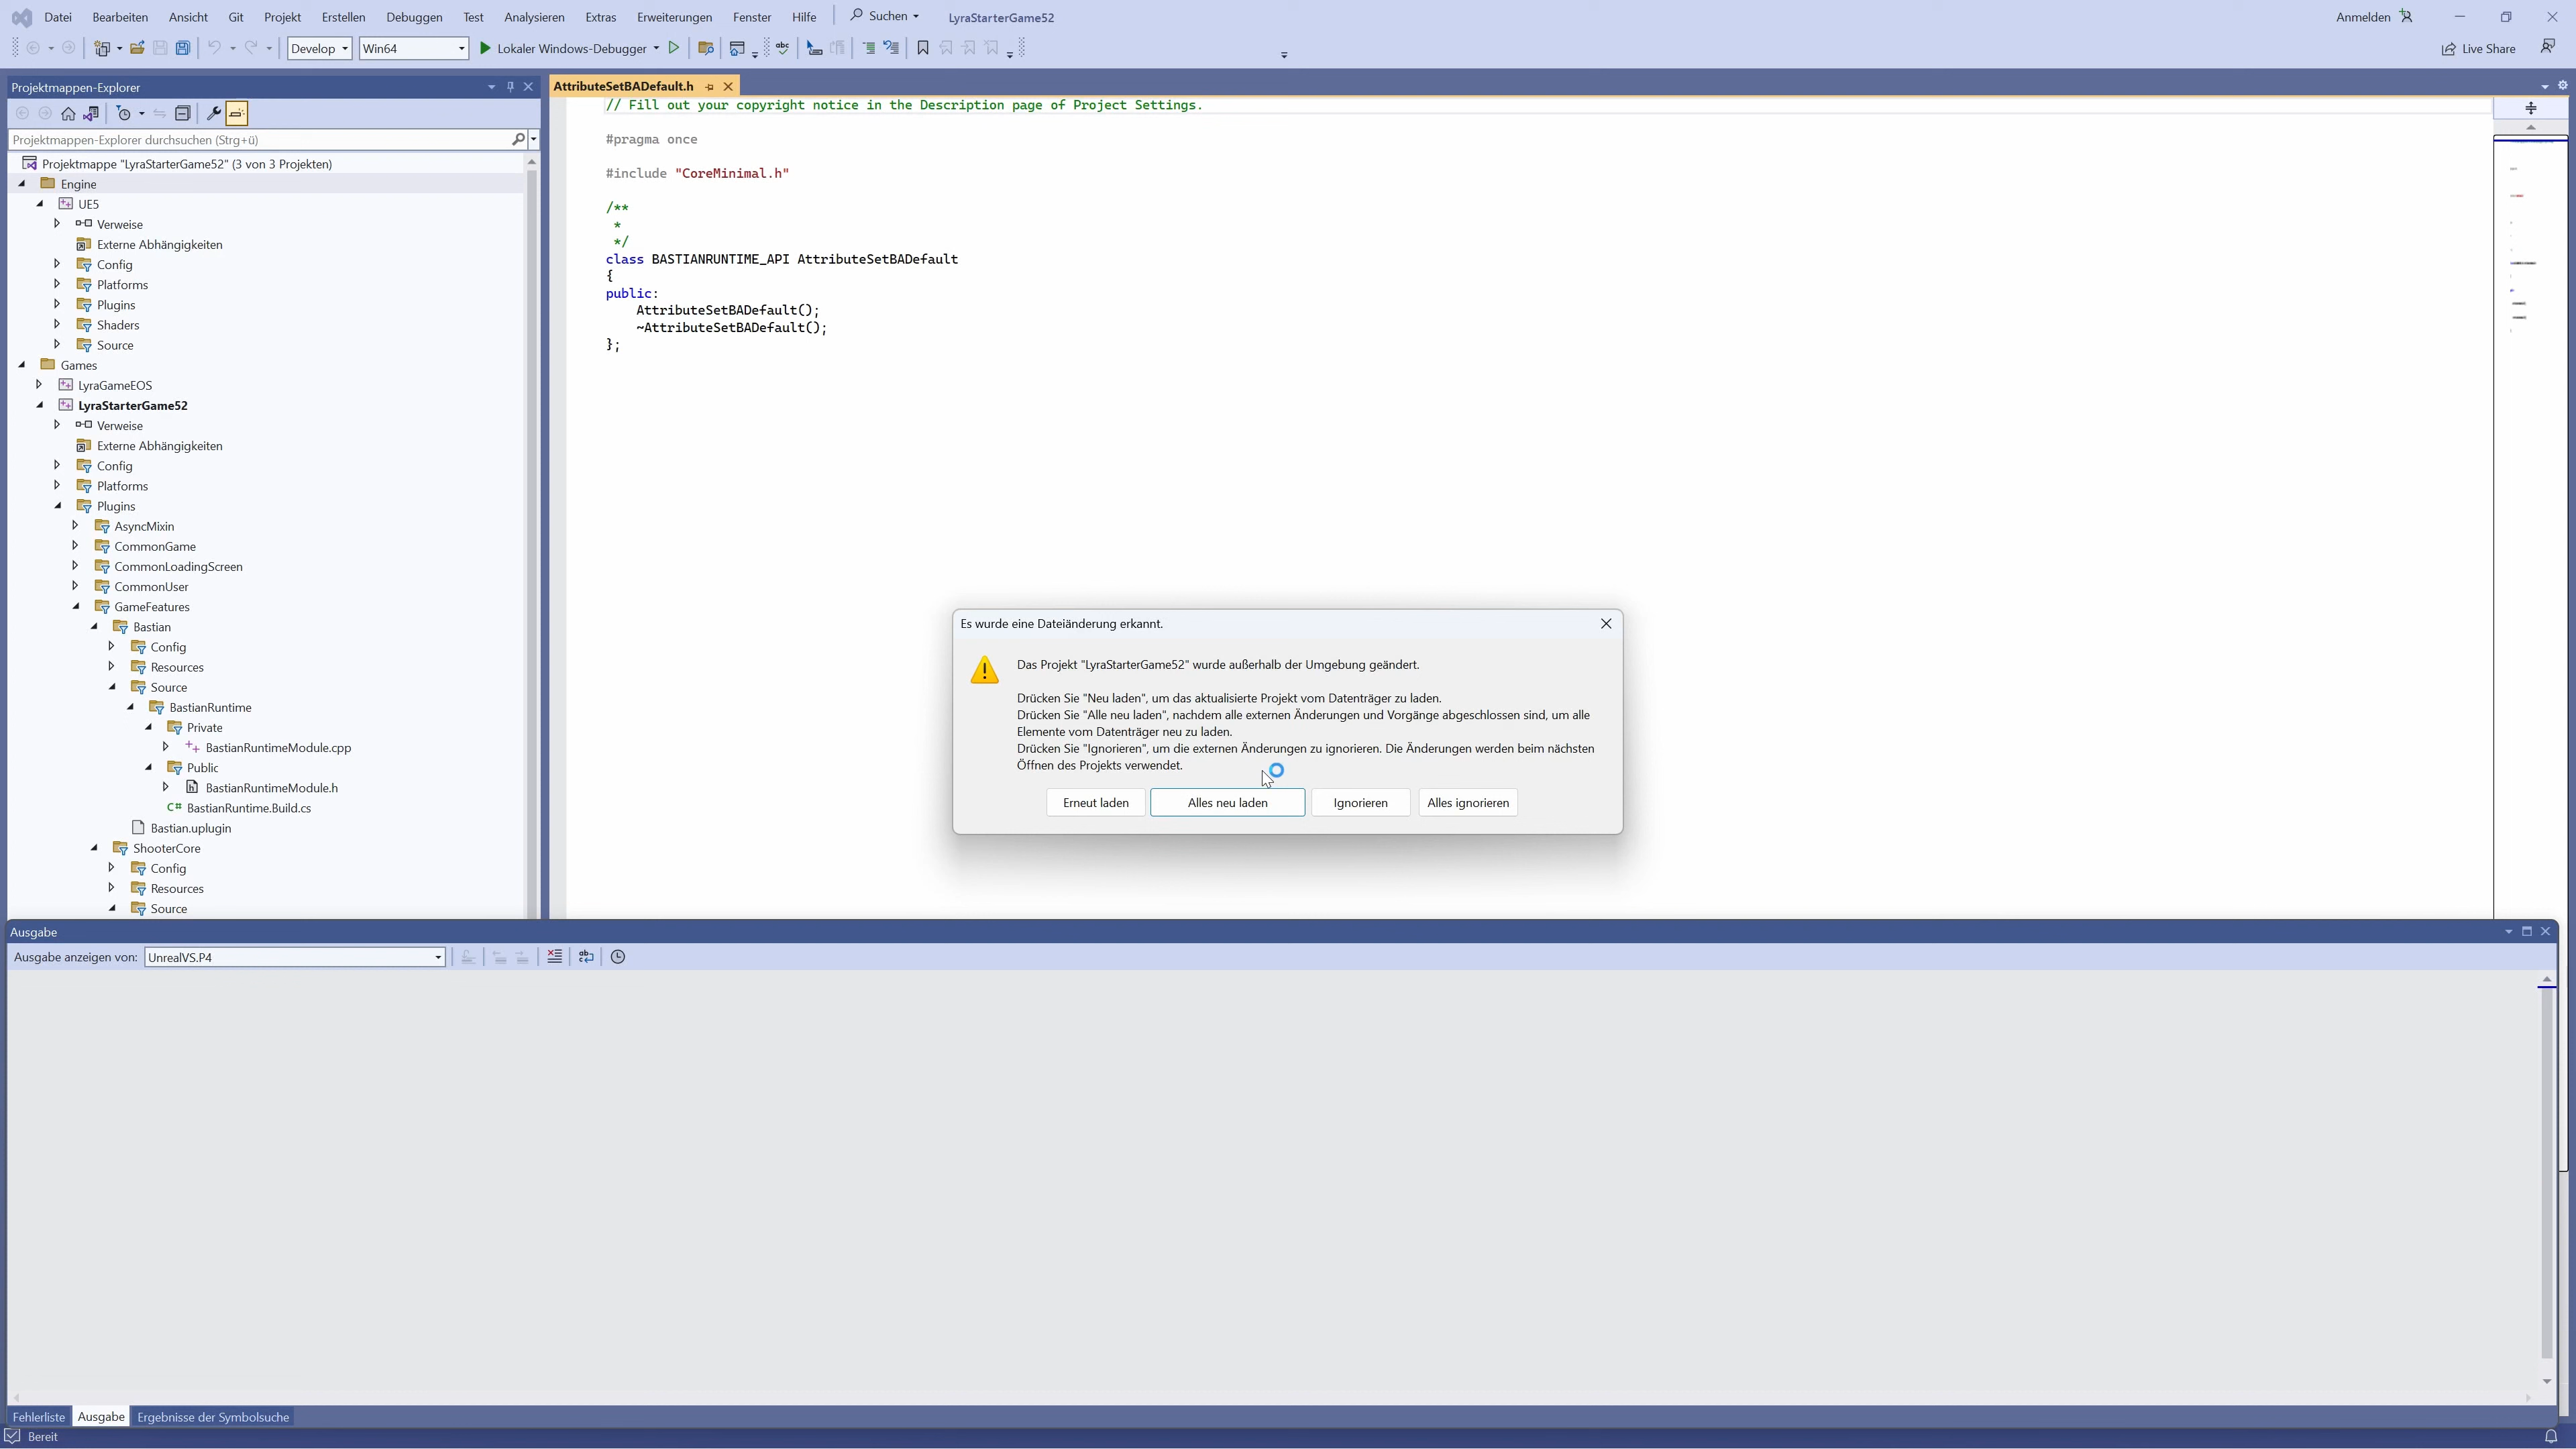 Datei Bearbeiten Ansicht Git Projekt Erstellen Debuggen Test Analysieren Extras Erweiterungen Fenster Hilfe Suchen LyraStarterGame52 Anmelden
Develop Win64 Lokaler Windows-Debugger Live Share
Projektmappen-Explorer
Projektmappen-Explorer durchsuchen (Strg+ü)
Projektmappe "LyraStarterGame52" (3 von 3 Projekten)
Engine
UE5
Verweise
Externe Abhängigkeiten
Config
Platforms
Plugins
Shaders
Source
Games
LyraGameEOS
LyraStarterGame52
Verweise
Externe Abhängigkeiten
Config
Platforms
Plugins
AsyncMixin
CommonGame
CommonLoadingScreen
CommonUser
GameFeatures
Bastian
Config
Resources
Source
BastianRuntime
Private
BastianRuntimeModule.cpp
Public
BastianRuntimeModule.h
BastianRuntime.Build.cs
Bastian.uplugin
ShooterCore
Config
Resources
Source
AttributeSetBADefault.h
// Fill out your copyright notice in the Description page of Project Settings.
#pragma once
#include "CoreMinimal.h"
/**
*
*/
class BASTIANRUNTIME_API AttributeSetBADefault
{
public:
AttributeSetBADefault();
~AttributeSetBADefault();
};
Es wurde eine Dateiänderung erkannt.
Das Projekt "LyraStarterGame52" wurde außerhalb der Umgebung geändert.
Drücken Sie "Neu laden", um das aktualisierte Projekt vom Datenträger zu laden.
Drücken Sie "Alle neu laden", nachdem alle externen Änderungen und Vorgänge abgeschlossen sind, um alle
Elemente vom Datenträger neu zu laden.
Drücken Sie "Ignorieren", um die externen Änderungen zu ignorieren. Die Änderungen werden beim nächsten
Öffnen des Projekts verwendet.
Erneut laden Alles neu laden Ignorieren Alles ignorieren
Ausgabe
Ausgabe anzeigen von: UnrealVS.P4
Fehlerliste Ausgabe Ergebnisse der Symbolsuche
Bereit